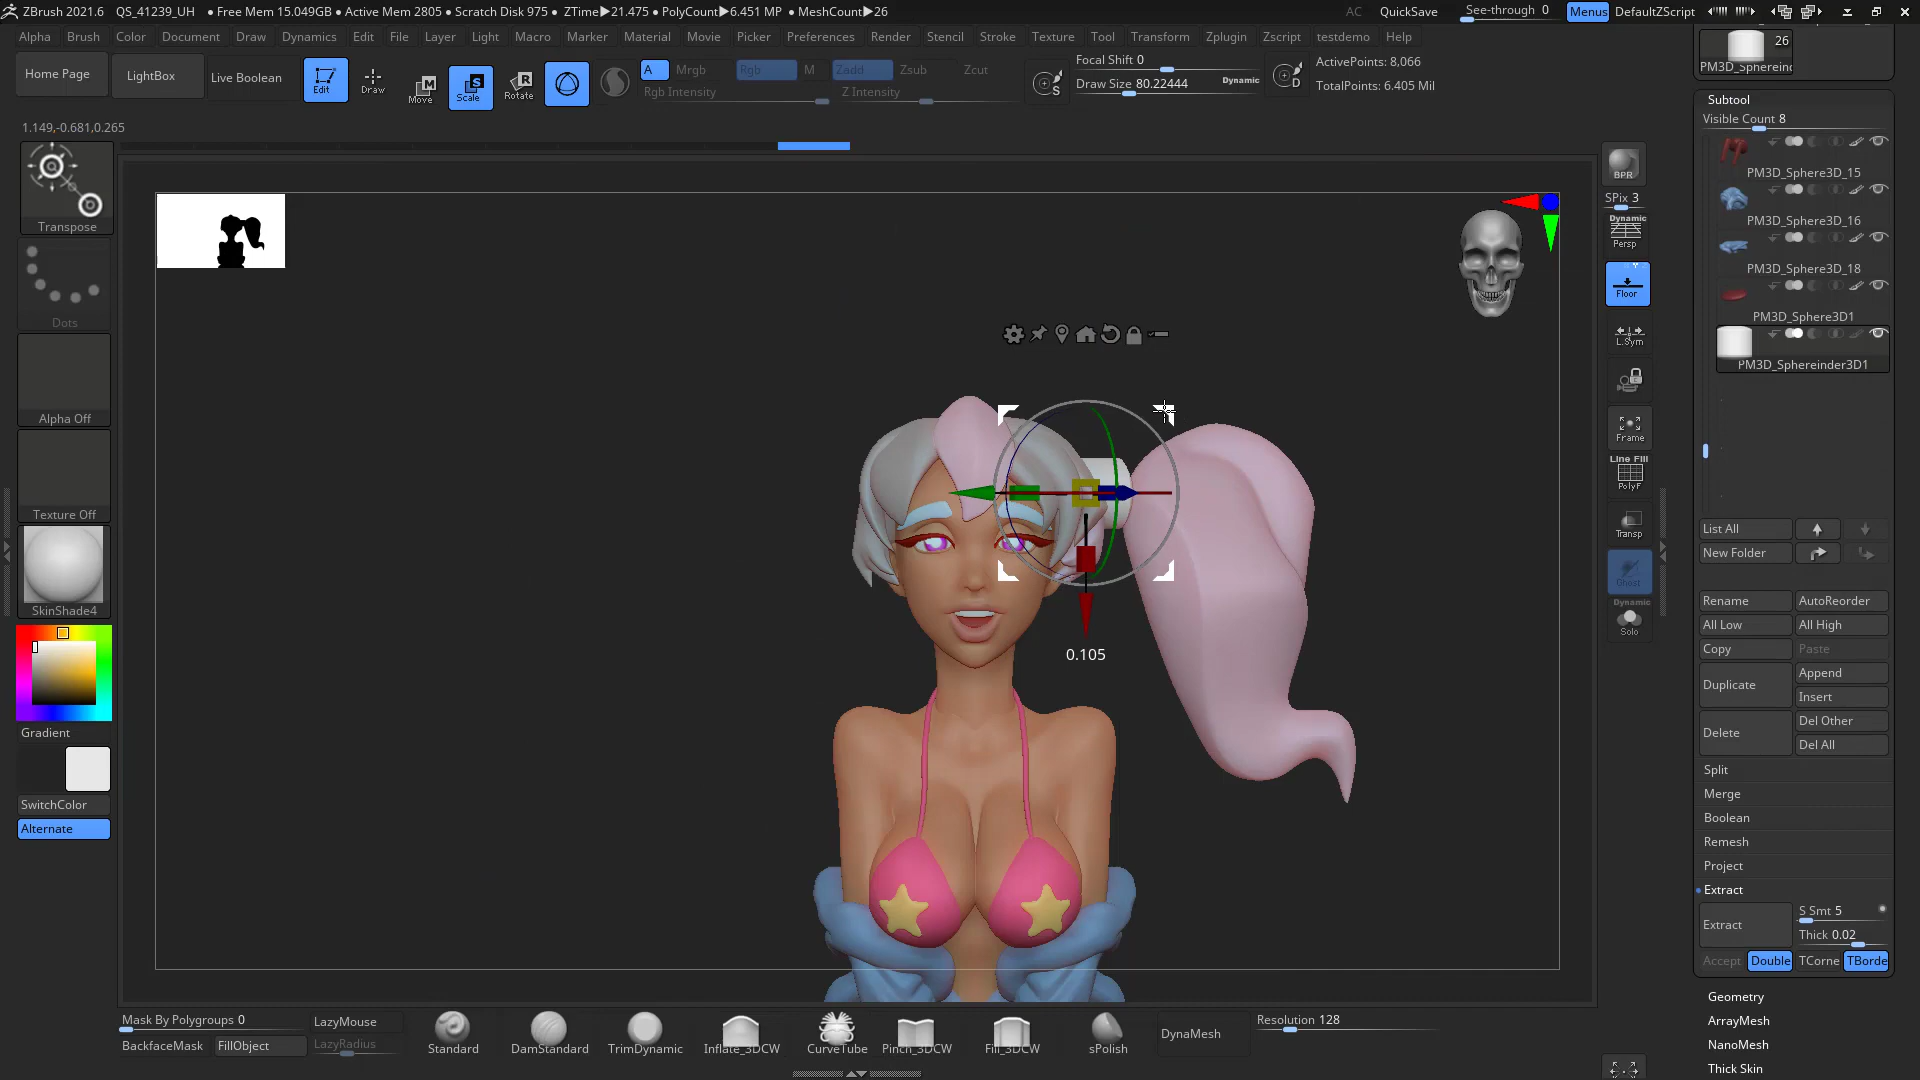 ZBrush 2021.6 QS_41239_UH ● Free Mem 15.049GB ● Active Mem 2805 ● Scratch Disk 975 ● ZTime▶21.475 ● PolyCount▶6.451 MP ● MeshCount▶26 AC QuickSave See-through 0 Menus DefaultZScript
Alpha Brush Color Document Draw Dynamics Edit File Layer Light Macro Marker Material Movie Picker Preferences Render Stencil Stroke Texture Tool Transform Zplugin Zscript testdemo Help
26
PM3D_Sphereind
Home Page LightBox Live Boolean Edit Draw Move Scale Rotate A Mrgb Rgb M Zadd Zsub Zcut
Rgb Intensity Z Intensity
S Focal Shift 0
Draw Size 80.22444 Dynamic D
ActivePoints: 8,066
TotalPoints: 6.405 Mil
1.149,-0.681,0.265
Transpose
Dots
Alpha Off
Texture Off
SkinShade4
Gradient
SwitchColor
Alternate
0.105
BPR
SPix 3
Dynamic
Persp
Floor
L.Sym
Frame
Line Fill
PolyF
Transp
Ghost
Dynamic
Solo
Subtool
Visible Count 8
PM3D_Sphere3D_15
PM3D_Sphere3D_16
PM3D_Sphere3D_18
PM3D_Sphere3D1
PM3D_Sphereinder3D1
List All
New Folder
Rename AutoReorder
All Low All High
Copy Paste
Duplicate Append
Insert
Delete Del Other
Del All
Split
Merge
Boolean
Remesh
Project
Extract
Extract S Smt 5
Thick 0.02
Accept Double TCorne TBorde
Geometry
ArrayMesh
NanoMesh
Thick Skin
Mask By Polygroups 0 LazyMouse
BackfaceMask FillObject LazyRadius
Standard DamStandard TrimDynamic Inflate_3DCW CurveTube Pinch_3DCW Fill_3DCW sPolish
DynaMesh Resolution 128